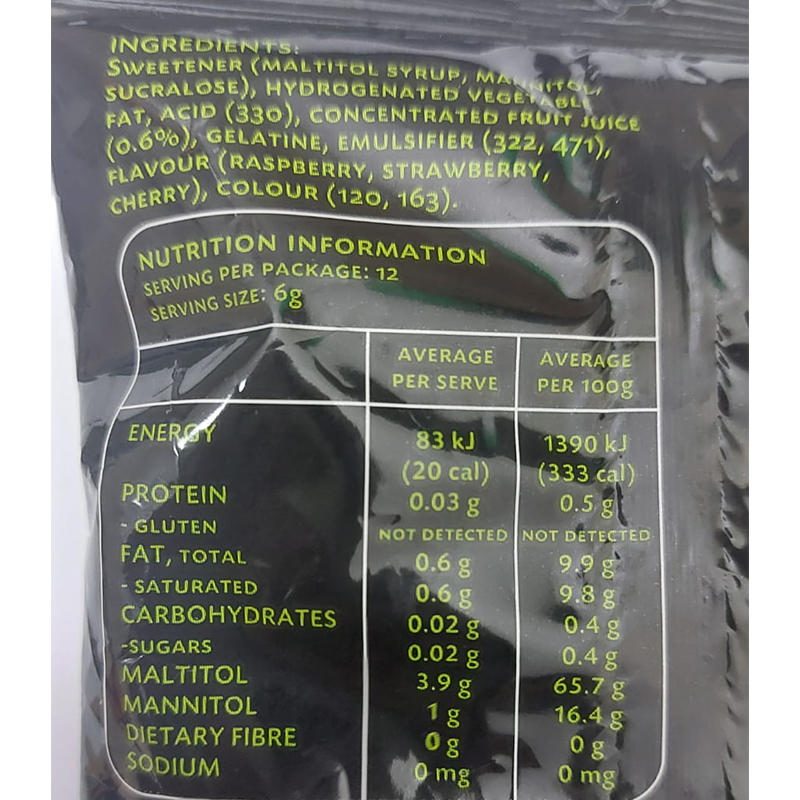 INGREDIENTS:
SWEETENER (MALTITOL SYRUP, MANNITOL,
SUCRALOSE), HYDROGENATED VEGETABLE
FAT, ACID (330), CONCENTRATED FRUIT JUICE
(0.6%), GELATINE, EMULSIFIER (322, 471),
FLAVOUR (RASPBERRY, STRAWBERRY,
CHERRY), COLOUR (120, 163).
NUTRITION INFORMATION
SERVING PER PACKAGE: 12
SERVING SIZE: 6g
AVERAGE PER SERVE AVERAGE PER 100g
ENERGY 83 kJ 1390 kJ
(20 cal) (333 cal)
PROTEIN 0.03 g 0.5 g
- GLUTEN NOT DETECTED NOT DETECTED
FAT, TOTAL 0.6 g 9.9 g
- SATURATED 0.6 g 9.8 g
CARBOHYDRATES 0.02 g 0.4 g
-SUGARS 0.02 g 0.4 g
MALTITOL 3.9 g 65.7 g
MANNITOL 1 g 16.4 g
DIETARY FIBRE 0 g 0 g
SODIUM 0 mg 0 mg